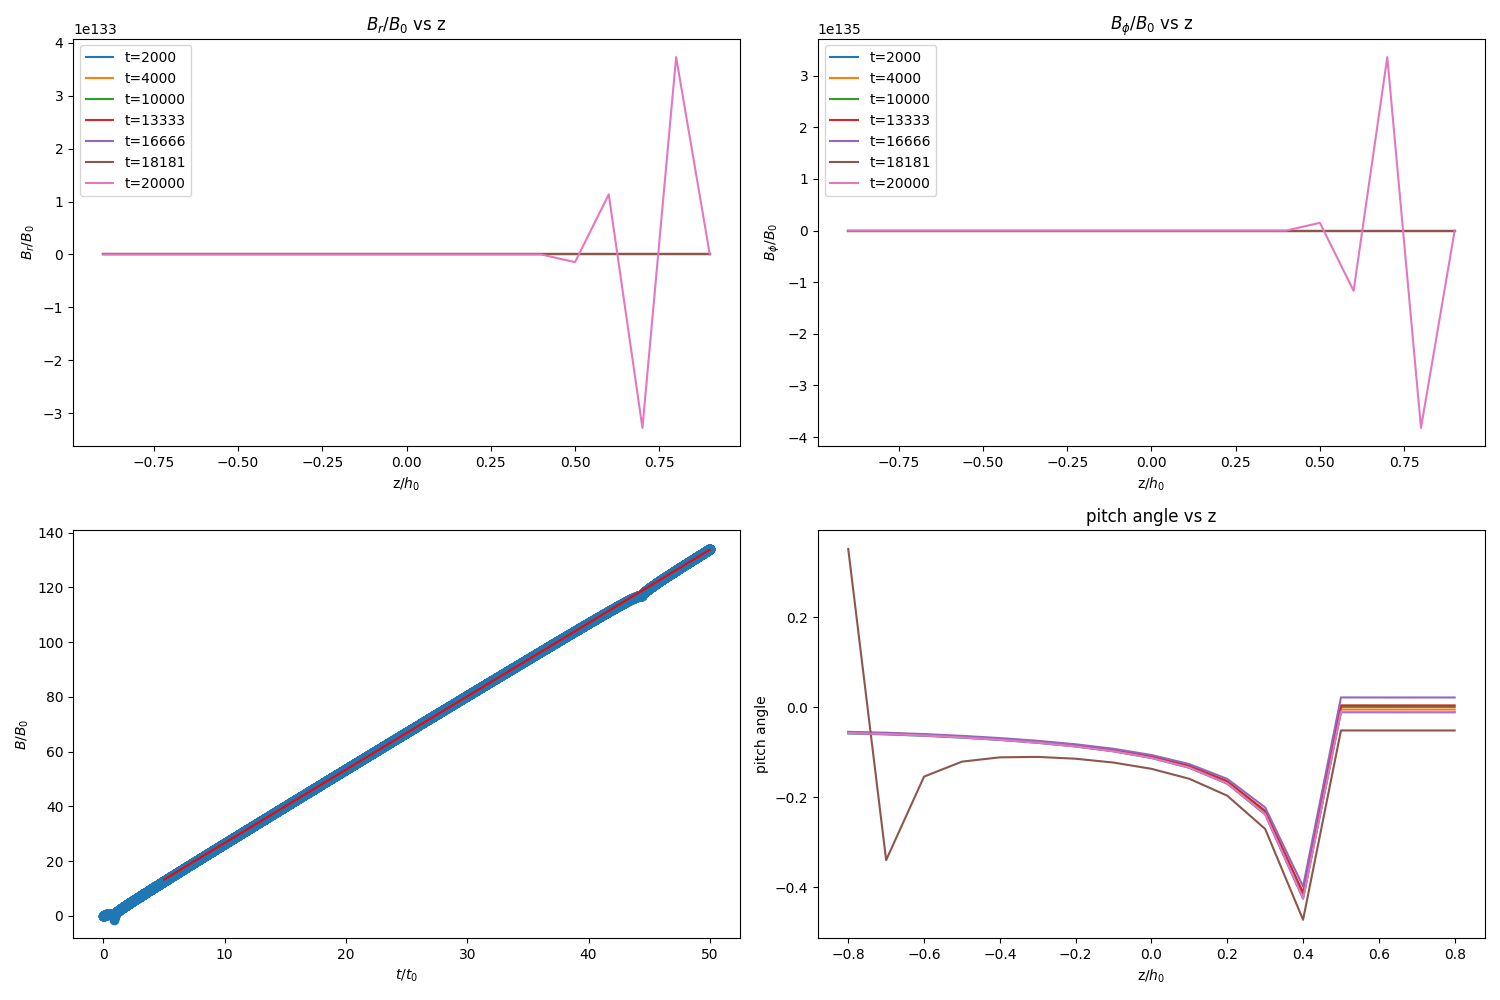 1e133
B_r/B_0 vs z
4
3
2
1
0
−1
−2
−3
B_r/B_0
t=2000
t=4000
t=10000
t=13333
t=16666
t=18181
t=20000
−0.75 −0.50 −0.25 0.00 0.25 0.50 0.75
z/h_0
1e135
B_ϕ/B_0 vs z
3
2
1
0
−1
−2
−3
−4
B_ϕ/B_0
t=2000
t=4000
t=10000
t=13333
t=16666
t=18181
t=20000
−0.75 −0.50 −0.25 0.00 0.25 0.50 0.75
z/h_0
140
120
100
80
60
40
20
0
B/B_0
0 10 20 30 40 50
t/t_0
pitch angle vs z
0.2
0.0
−0.2
−0.4
pitch angle
−0.8 −0.6 −0.4 −0.2 0.0 0.2 0.4 0.6 0.8
z/h_0